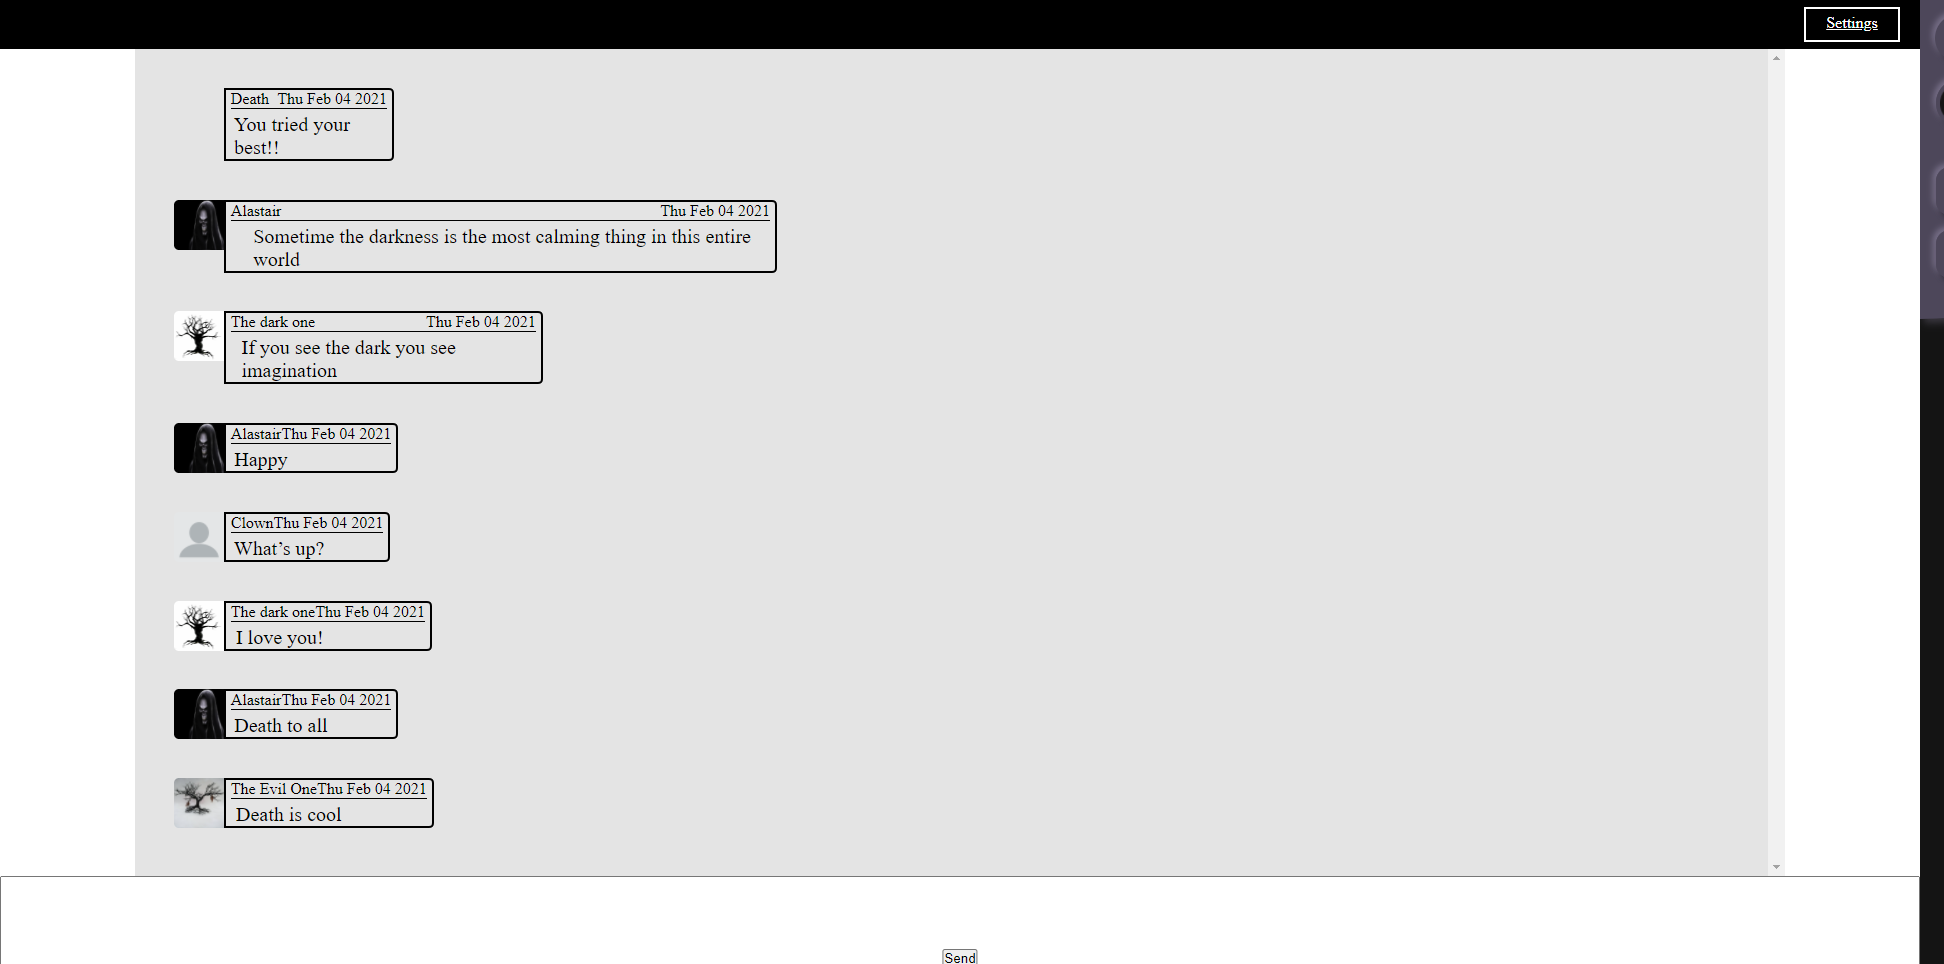 Settings
Death Thu Feb 04 2021
You tried your
best!!
Alastair Thu Feb 04 2021
Sometime the darkness is the most calming thing in this entire
world
The dark one Thu Feb 04 2021
If you see the dark you see
imagination
AlastairThu Feb 04 2021
Happy
ClownThu Feb 04 2021
What’s up?
The dark oneThu Feb 04 2021
I love you!
AlastairThu Feb 04 2021
Death to all
The Evil OneThu Feb 04 2021
Death is cool
Send